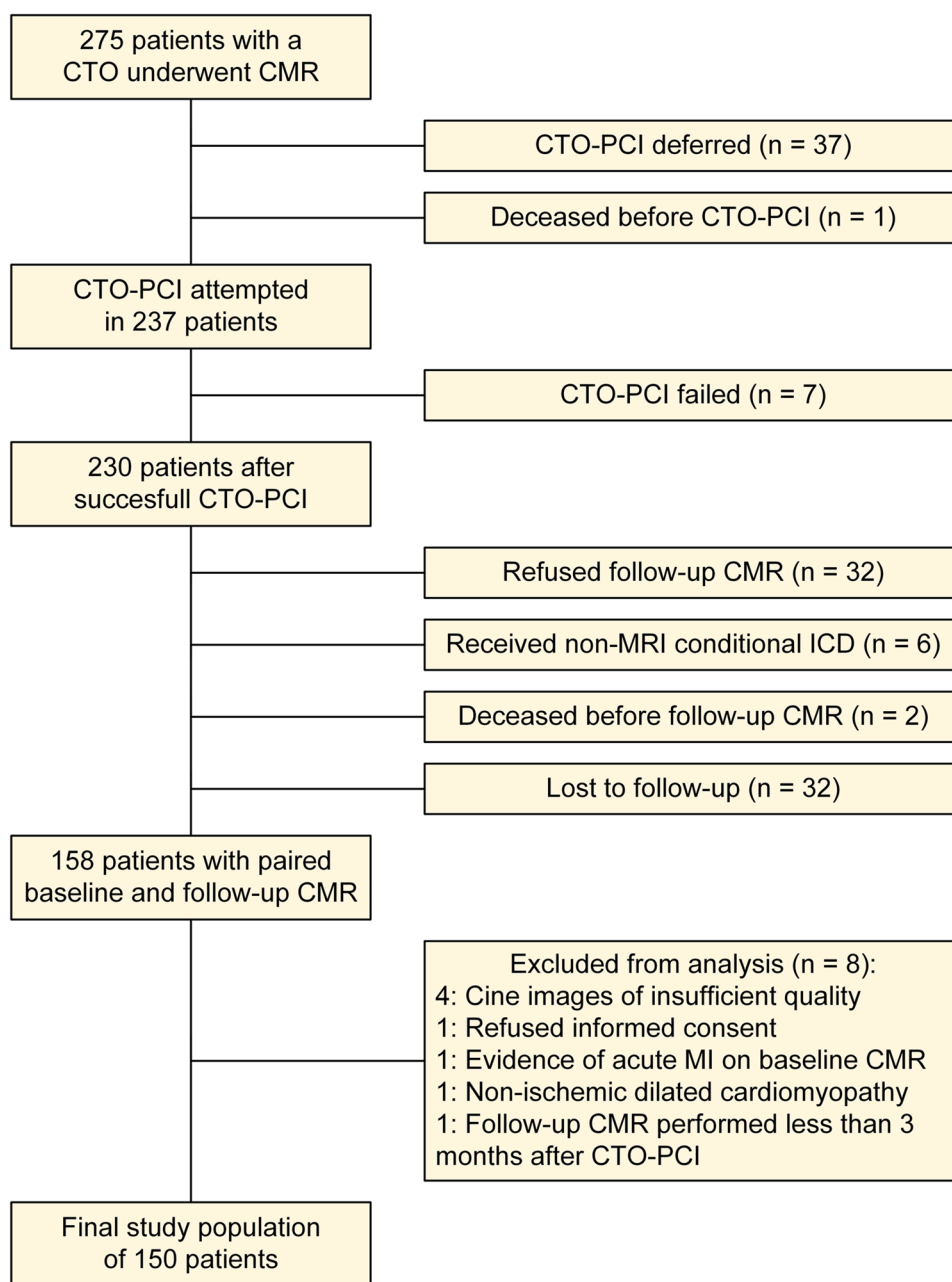 275 patients with a
CTO underwent CMR
CTO-PCI deferred (n = 37)
Deceased before CTO-PCI (n = 1)
CTO-PCI attempted
in 237 patients
CTO-PCI failed (n = 7)
230 patients after
succesfull CTO-PCI
Refused follow-up CMR (n = 32)
Received non-MRI conditional ICD (n = 6)
Deceased before follow-up CMR (n = 2)
Lost to follow-up (n = 32)
158 patients with paired
baseline and follow-up CMR
Excluded from analysis (n = 8):
4: Cine images of insufficient quality
1: Refused informed consent
1: Evidence of acute MI on baseline CMR
1: Non-ischemic dilated cardiomyopathy
1: Follow-up CMR performed less than 3
months after CTO-PCI
Final study population
of 150 patients